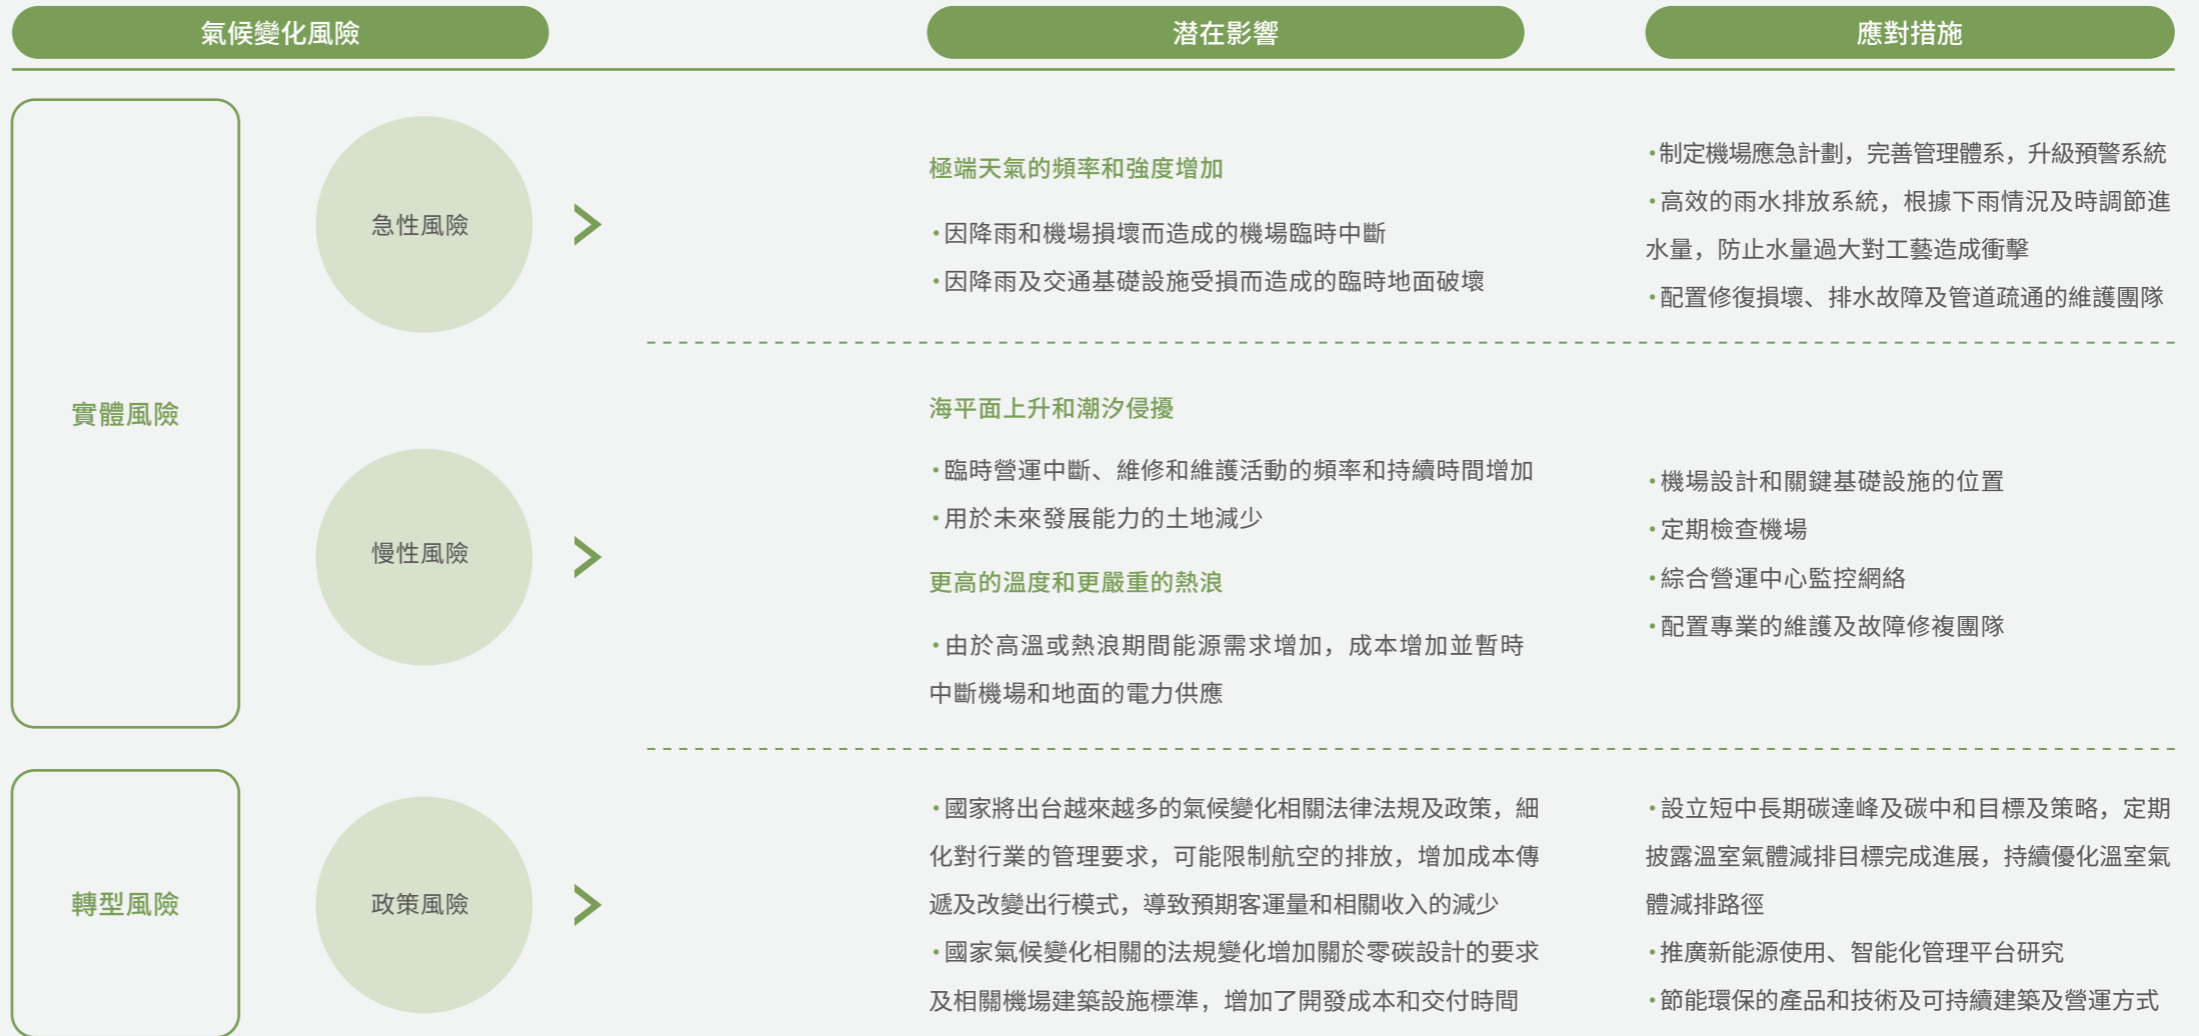 氣候變化風險
潜在影響
應對措施
實體風險
急性風險
極端天氣的頻率和強度增加
•因降雨和機場損壞而造成的機場臨時中斷
•因降雨及交通基礎設施受損而造成的臨時地面破壞
•制定機場應急計劃，完善管理體系，升級預警系統
•高效的雨水排放系統，根據下雨情況及時調節進
水量，防止水量過大對工藝造成衝擊
•配置修復損壞、排水故障及管道疏通的維護團隊
慢性風險
海平面上升和潮汐侵擾
•臨時營運中斷、維修和維護活動的頻率和持續時間增加
•用於未來發展能力的土地減少
更高的溫度和更嚴重的熱浪
•由於高溫或熱浪期間能源需求增加，成本增加並暫時
中斷機場和地面的電力供應
•機場設計和關鍵基礎設施的位置
•定期檢查機場
•綜合營運中心監控網絡
•配置專業的維護及故障修複團隊
轉型風險
政策風險
•國家將出台越來越多的氣候變化相關法律法規及政策，細
化對行業的管理要求，可能限制航空的排放，增加成本傳
遞及改變出行模式，導致預期客運量和相關收入的減少
•國家氣候變化相關的法規變化增加關於零碳設計的要求
及相關機場建築設施標準，增加了開發成本和交付時間
•設立短中長期碳達峰及碳中和目標及策略，定期
披露溫室氣體減排目標完成進展，持續優化溫室氣
體減排路徑
•推廣新能源使用、智能化管理平台研究
•節能環保的產品和技術及可持續建築及營運方式